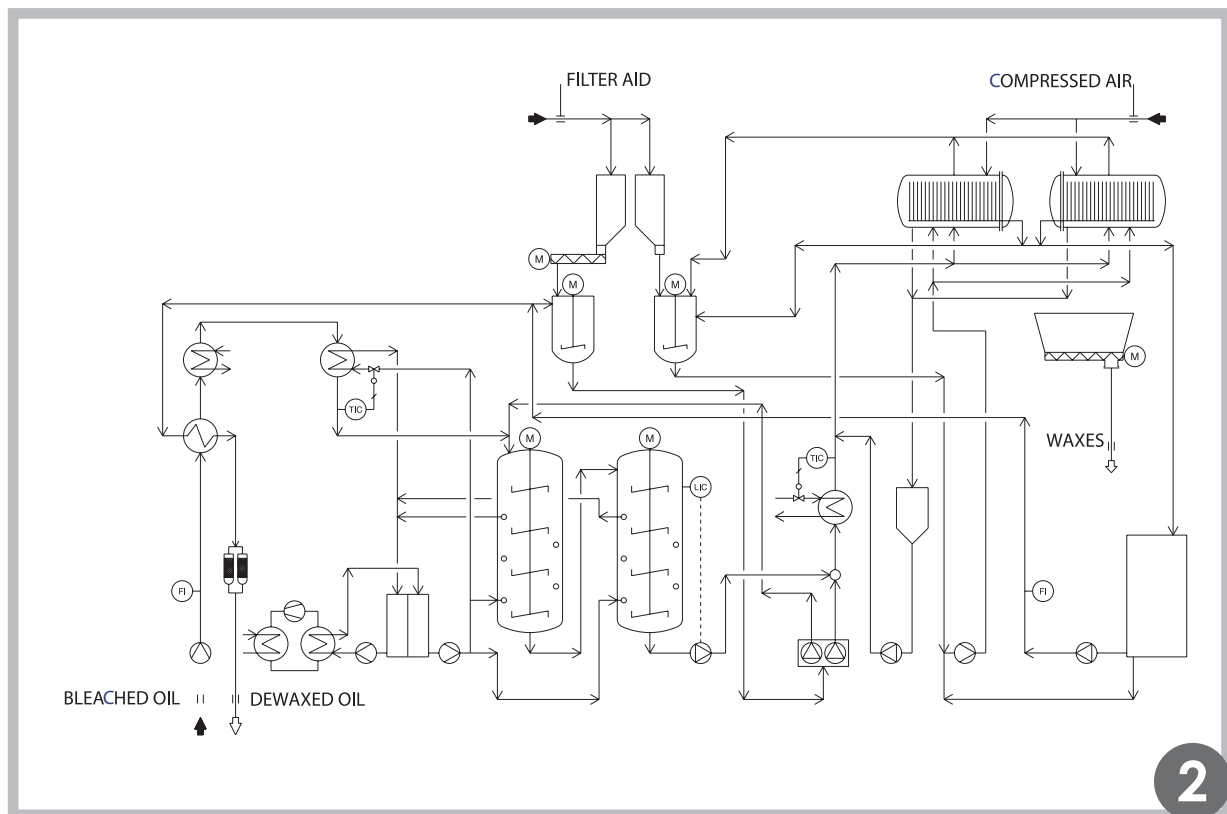 FILTER AID
COMPRESSED AIR
M
M
M
M
TIC
WAXES
M
M
TIC
LIC
FI
FI
BLEACHED OIL
DEWAXED OIL
2